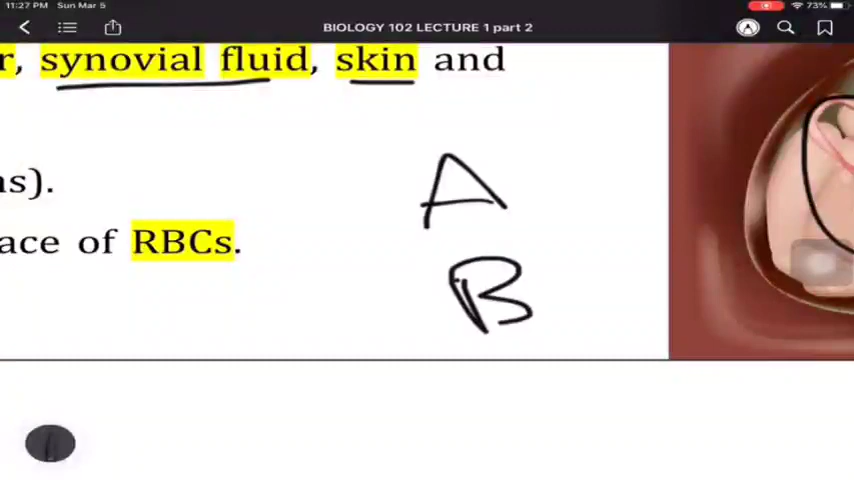 11:27 PM Sun Mar 5 73%
BIOLOGY 102 LECTURE 1 part 2
r, synovial fluid, skin and
ns).
ace of RBCs.
A
B